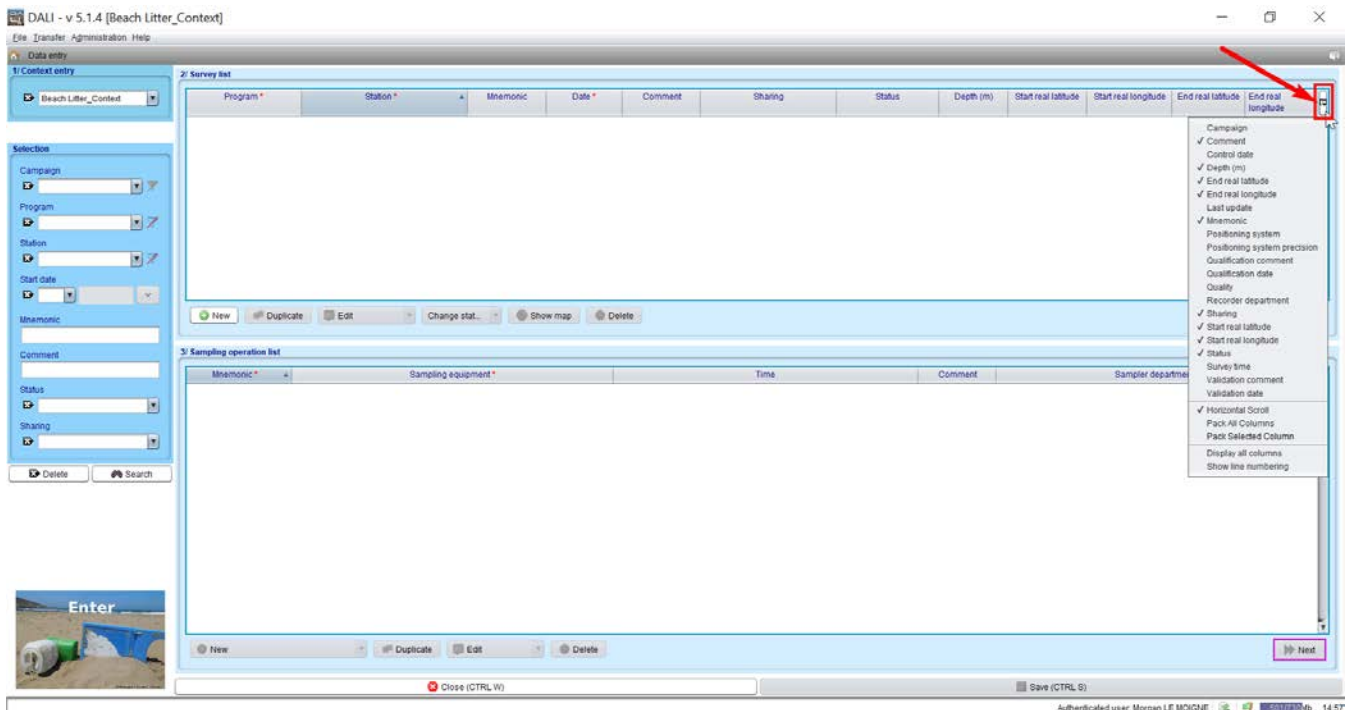 DALI - v 5.1.4 [Beach Litter_Context]
File Transfer Administration Help
Data entry
1/ Context entry
Beach Litter_Context
Selection
Campaign
Program
Station
Start date
Mnemonic
Comment
Status
Sharing
Delete Search
Enter
2/ Survey list
Program * Station * Mnemonic Date * Comment Sharing Status Depth (m) Start real latitude Start real longitude End real latitude End real longitude
Campaign
✓ Comment
Control date
✓ Depth (m)
✓ End real latitude
✓ End real longitude
Last update
✓ Mnemonic
Positioning system
Positioning system precision
Qualification comment
Qualification date
Quality
Recorder department
✓ Sharing
✓ Start real latitude
✓ Start real longitude
✓ Status
Survey time
Validation comment
Validation date
✓ Horizontal Scroll
Pack All Columns
Pack Selected Column
Display all columns
Show line numbering
New Duplicate Edit Change stat... Show map Delete
3/ Sampling operation list
Mnemonic * Sampling equipment * Time Comment Sampler
New Duplicate Edit Delete Next
Close (CTRL W) Save (CTRL S)
Authenticated user: Morgan LE MOIGNE 14:57